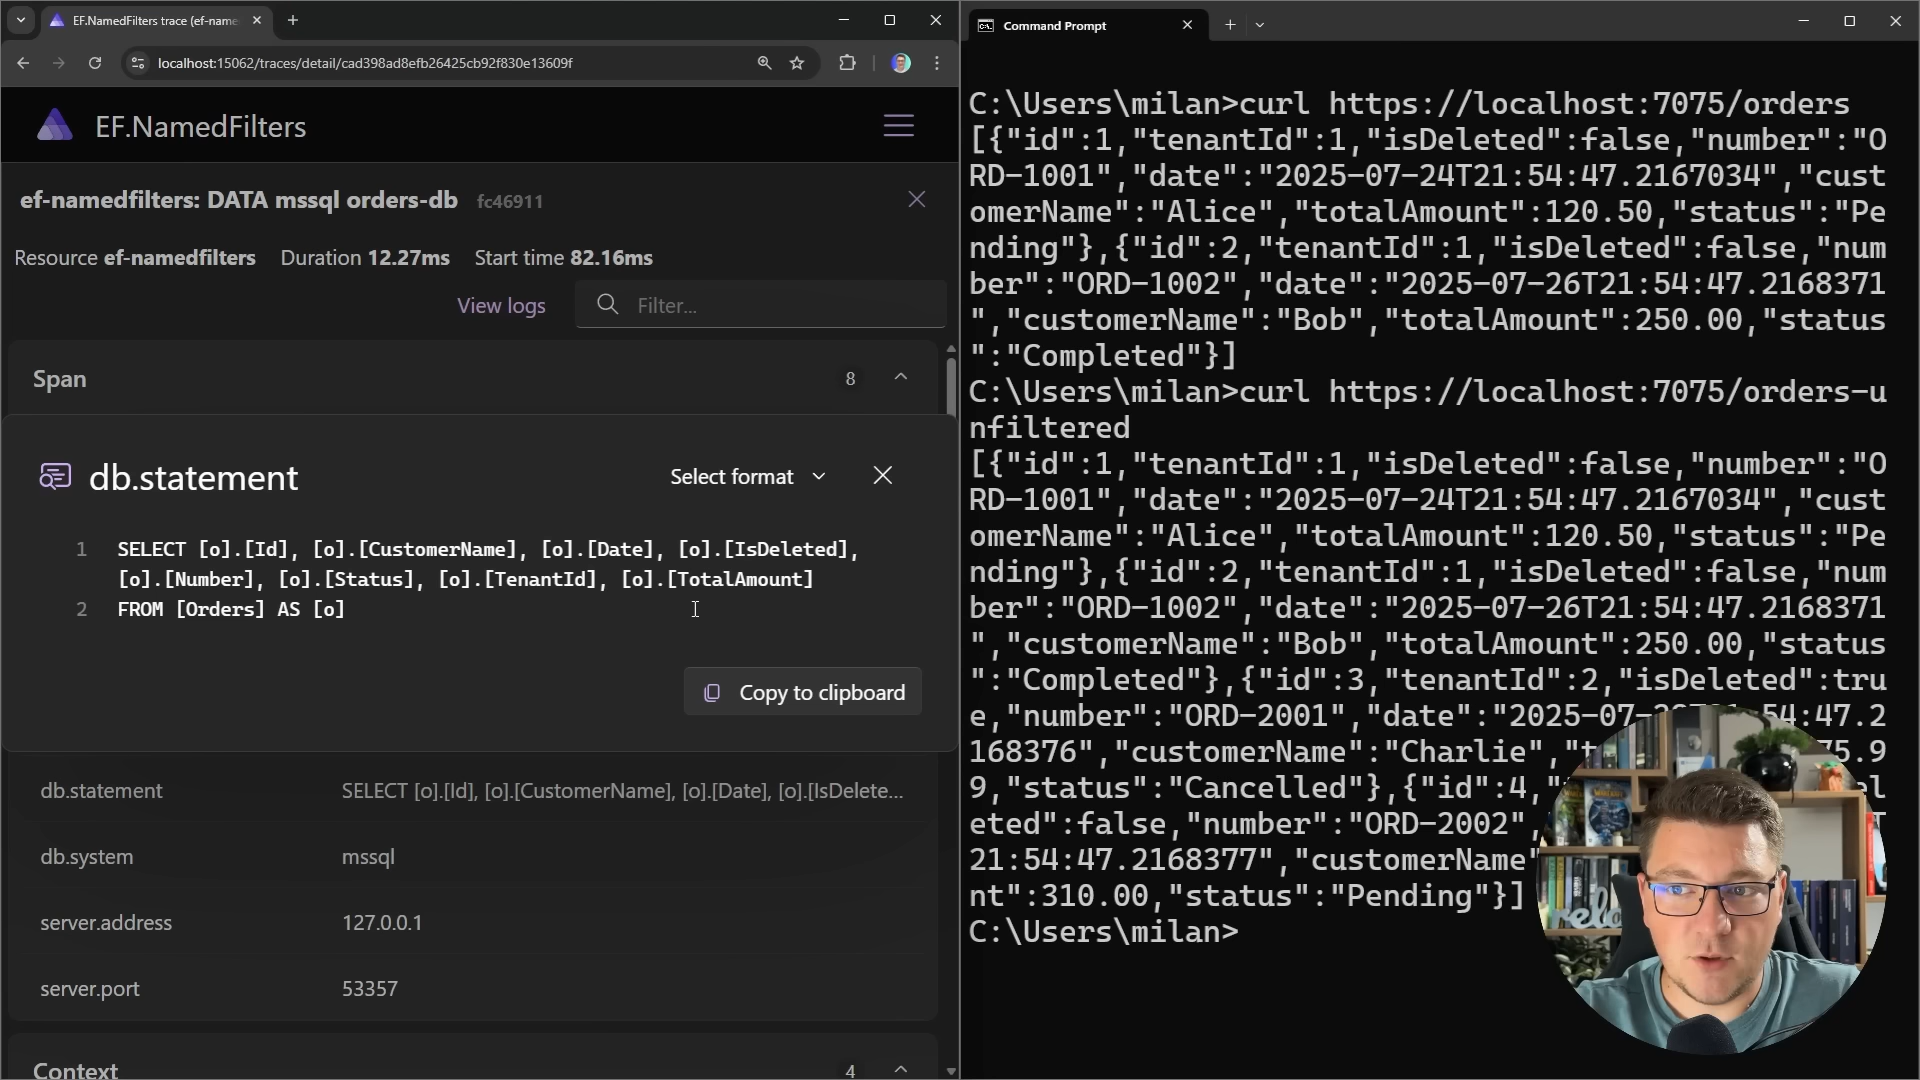 EF.NamedFilters trace (ef-name
localhost:15062/traces/detail/cad398ad8efb26425cb92f830e13609f
EF.NamedFilters
ef-namedfilters: DATA mssql orders-db fc46911
Resource ef-namedfilters Duration 12.27ms Start time 82.16ms
View logs Filter...
Span 8
db.statement Select format
1 SELECT [o].[Id], [o].[CustomerName], [o].[Date], [o].[IsDeleted],
[o].[Number], [o].[Status], [o].[TenantId], [o].[TotalAmount]
2 FROM [Orders] AS [o]
Copy to clipboard
db.statement SELECT [o].[Id], [o].[CustomerName], [o].[Date], [o].[IsDelete...
db.system mssql
server.address 127.0.0.1
server.port 53357
Context 4
Command Prompt
C:\Users\milan>curl https://localhost:7075/orders
[{"id":1,"tenantId":1,"isDeleted":false,"number":"O
RD-1001","date":"2025-07-24T21:54:47.2167034","cust
omerName":"Alice","totalAmount":120.50,"status":"Pe
nding"},{"id":2,"tenantId":1,"isDeleted":false,"num
ber":"ORD-1002","date":"2025-07-26T21:54:47.2168371
","customerName":"Bob","totalAmount":250.00,"status
":"Completed"}]
C:\Users\milan>curl https://localhost:7075/orders-u
nfiltered
[{"id":1,"tenantId":1,"isDeleted":false,"number":"O
RD-1001","date":"2025-07-24T21:54:47.2167034","cust
omerName":"Alice","totalAmount":120.50,"status":"Pe
nding"},{"id":2,"tenantId":1,"isDeleted":false,"num
ber":"ORD-1002","date":"2025-07-26T21:54:47.2168371
","customerName":"Bob","totalAmount":250.00,"status
":"Completed"},{"id":3,"tenantId":2,"isDeleted":tru
e,"number":"ORD-2001","date":"2025-07- 54:47.2
168376","customerName":"Charlie","t 75.9
9,"status":"Cancelled"},{"id":4," el
eted":false,"number":"ORD-2002",
21:54:47.2168377","customerName"
nt":310.00,"status":"Pending"}]
C:\Users\milan>